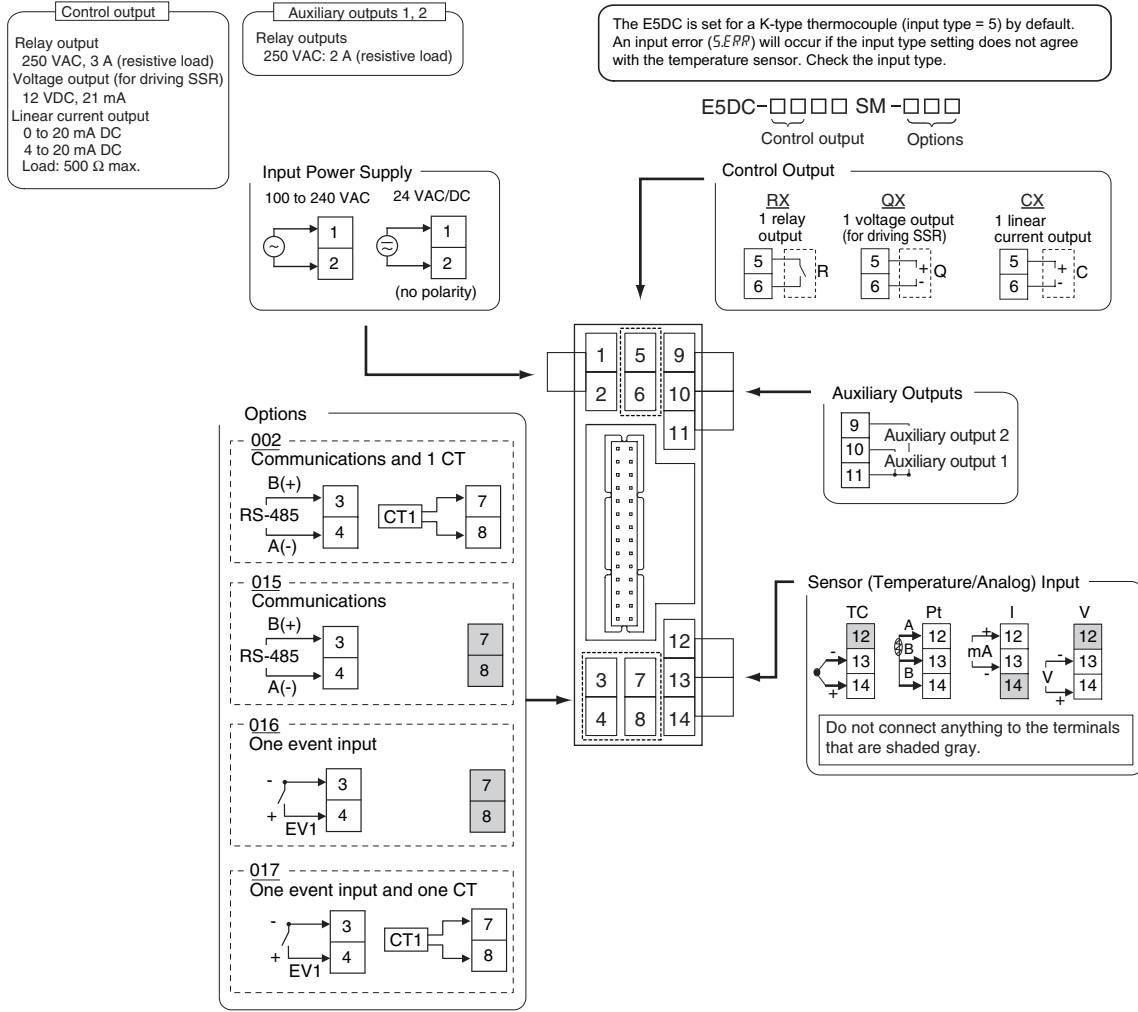 Control output
Relay output
250 VAC, 3 A (resistive load)
Voltage output (for driving SSR)
12 VDC, 21 mA
Linear current output
0 to 20 mA DC
4 to 20 mA DC
Load: 500 Ω max.
Auxiliary outputs 1, 2
Relay outputs
250 VAC: 2 A (resistive load)
The E5DC is set for a K-type thermocouple (input type = 5) by default.
An input error (S.ERR) will occur if the input type setting does not agree
with the temperature sensor. Check the input type.
E5DC-□□□□ SM -□□□
Control output
Options
Input Power Supply
100 to 240 VAC
1
2
24 VAC/DC
1
2
(no polarity)
Control Output
RX
1 relay
output
5
6
R
QX
1 voltage output
(for driving SSR)
5
6
+
-
Q
CX
1 linear
current output
5
6
+
-
C
1 5 9
2 6 10
11
12
3 7 13
4 8 14
Auxiliary Outputs
9
10
11
Auxiliary output 2
Auxiliary output 1
Options
002
Communications and 1 CT
B(+)
RS-485
A(-)
3
4
CT1
7
8
015
Communications
B(+)
RS-485
A(-)
3
4
7
8
016
One event input
-
+
EV1
3
4
7
8
017
One event input and one CT
-
+
EV1
3
4
CT1
7
8
Sensor (Temperature/Analog) Input
TC
12
13
14
-
+
Pt
A
B
B
12
13
14
I
+
mA
-
12
13
14
V
-
V
+
12
13
14
Do not connect anything to the terminals
that are shaded gray.